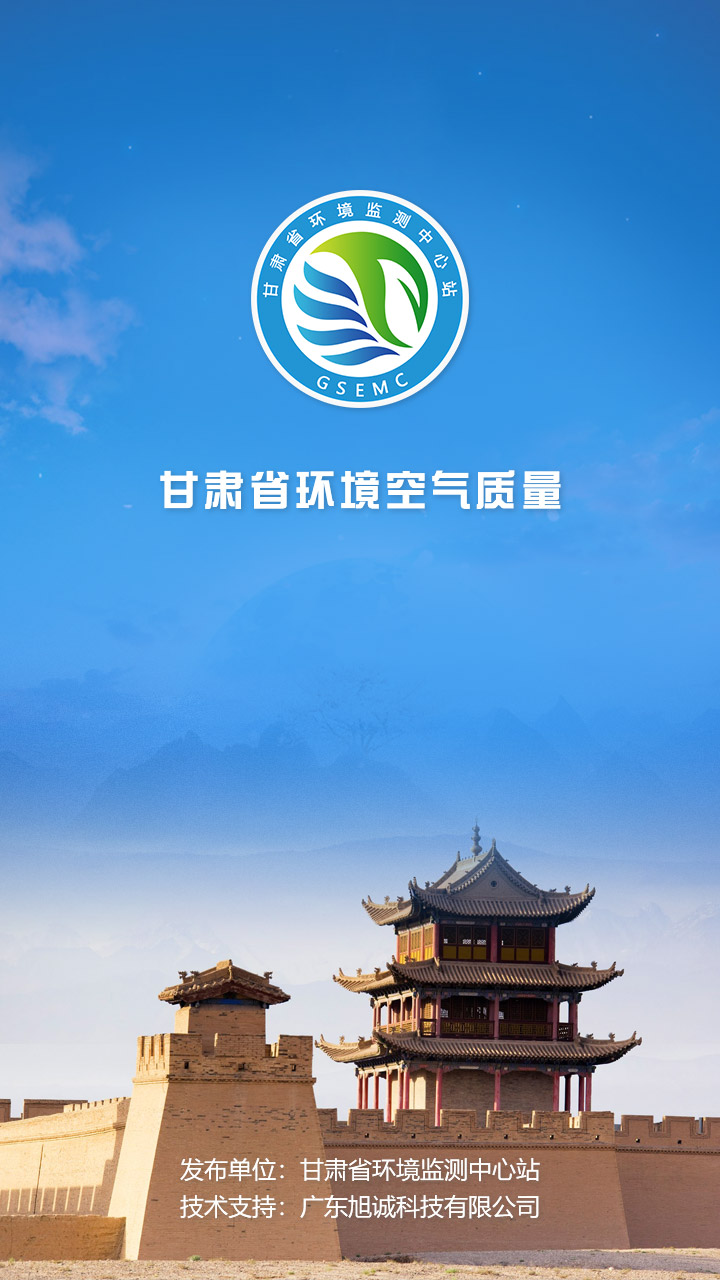 甘肃省环境监测中心站
GSEMC
甘肃省环境空气质量
发布单位：甘肃省环境监测中心站
技术支持：广东旭诚科技有限公司